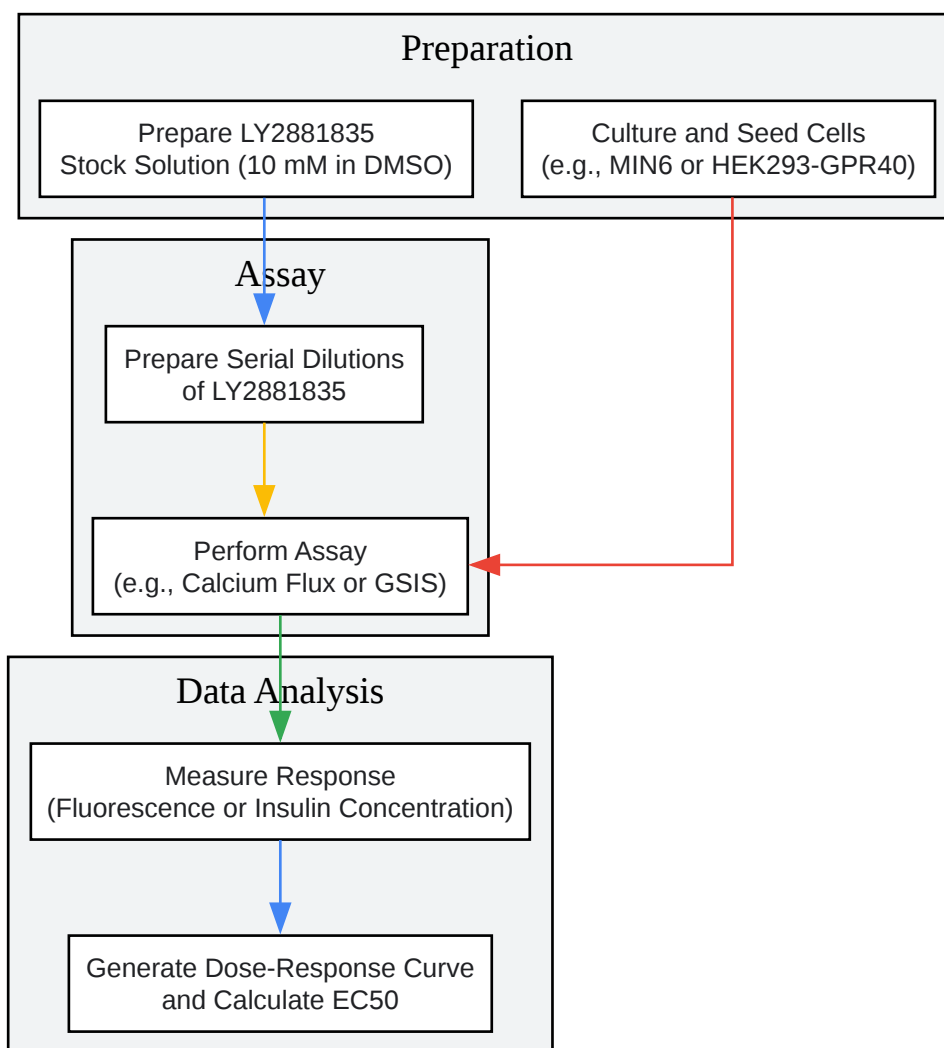 Preparation
Prepare LY2881835
Stock Solution (10 mM in DMSO)
Culture and Seed Cells
(e.g., MIN6 or HEK293-GPR40)
Assay
Prepare Serial Dilutions
of LY2881835
Perform Assay
(e.g., Calcium Flux or GSIS)
Data Analysis
Measure Response
(Fluorescence or Insulin Concentration)
Generate Dose-Response Curve
and Calculate EC50